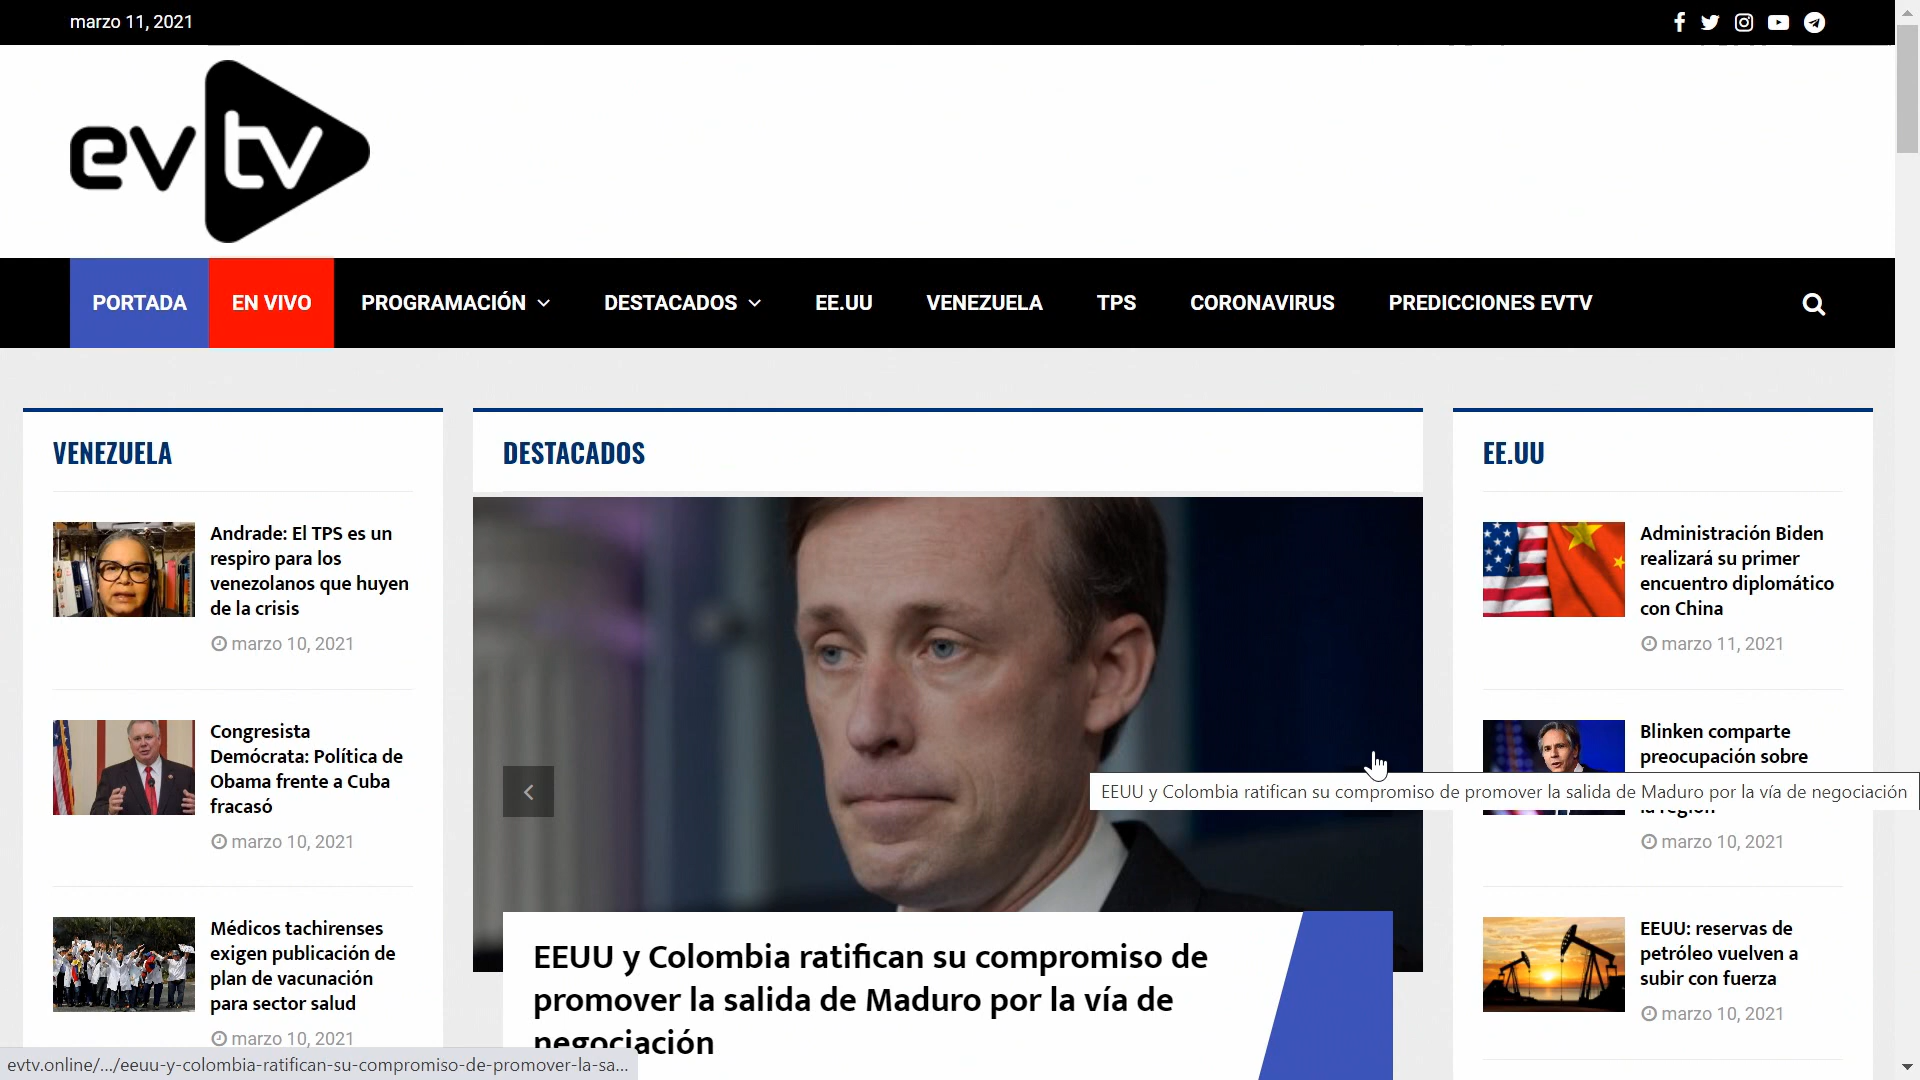 marzo 11, 2021
evtv
PORTADA
EN VIVO
PROGRAMACIÓN
DESTACADOS
EE.UU
VENEZUELA
TPS
CORONAVIRUS
PREDICCIONES EVTV
VENEZUELA
Andrade: El TPS es un
respiro para los
venezolanos que huyen
de la crisis
marzo 10, 2021
Congresista
Demócrata: Política de
Obama frente a Cuba
fracasó
marzo 10, 2021
Médicos tachirenses
exigen publicación de
plan de vacunación
para sector salud
marzo 10, 2021
DESTACADOS
EEUU y Colombia ratifican su compromiso de
promover la salida de Maduro por la vía de
negociación
EE.UU
Administración Biden
realizará su primer
encuentro diplomático
con China
marzo 11, 2021
Blinken comparte
preocupación sobre
la región
marzo 10, 2021
EEUU: reservas de
petróleo vuelven a
subir con fuerza
marzo 10, 2021
EEUU y Colombia ratifican su compromiso de promover la salida de Maduro por la vía de negociación
evtv.online/.../eeuu-y-colombia-ratifican-su-compromiso-de-promover-la-sa...